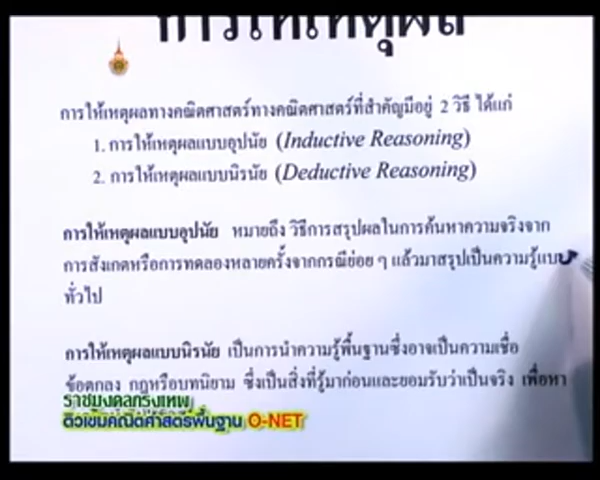 การให้เหตุผล
การให้เหตุผลทางคณิตศาสตร์ทางคณิตศาสตร์ที่สำคัญมีอยู่ 2 วิธี ได้แก่
1. การให้เหตุผลแบบอุปนัย (Inductive Reasoning)
2. การให้เหตุผลแบบนิรนัย (Deductive Reasoning)
การให้เหตุผลแบบอุปนัย หมายถึง วิธีการสรุปผลในการค้นหาความจริงจาก
การสังเกตหรือการทดลองหลายครั้งจากกรณีย่อย ๆ แล้วมาสรุปเป็นความรู้แบบ
ทั่วไป
การให้เหตุผลแบบนิรนัย เป็นการนำความรู้พื้นฐานซึ่งอาจเป็นความเชื่อ
ข้อตกลง กฎหรือบทนิยาม ซึ่งเป็นสิ่งที่รู้มาก่อนและยอมรับว่าเป็นจริง เพื่อหา
ราชมงคลกรุงเทพ
ติวเข้มคณิตศาสตร์พื้นฐาน O-NET